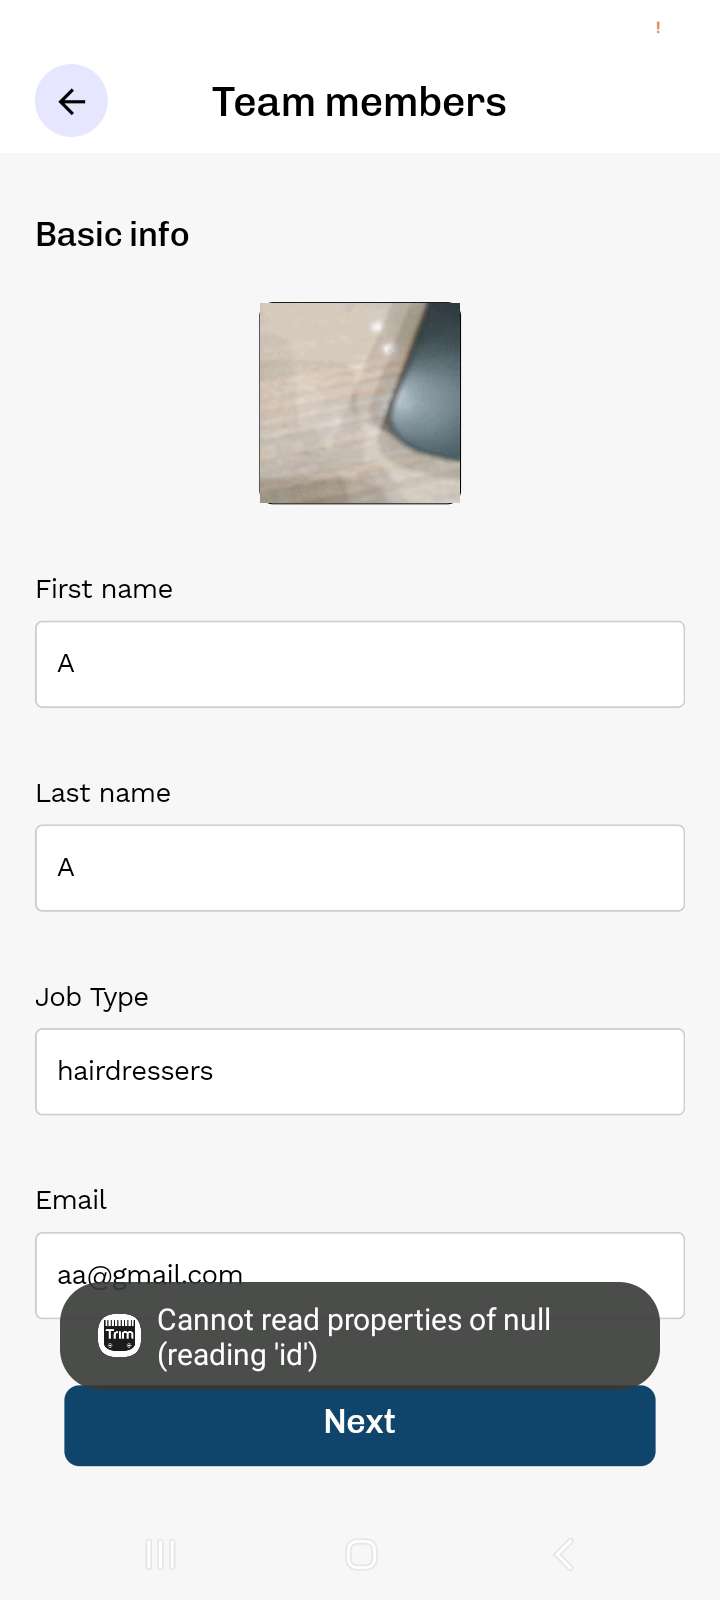 Team members
Basic info
First name
A
Last name
A
Job Type
hairdressers
Email
aa@gmail.com
Trim
Cannot read properties of null
(reading 'id')
Next